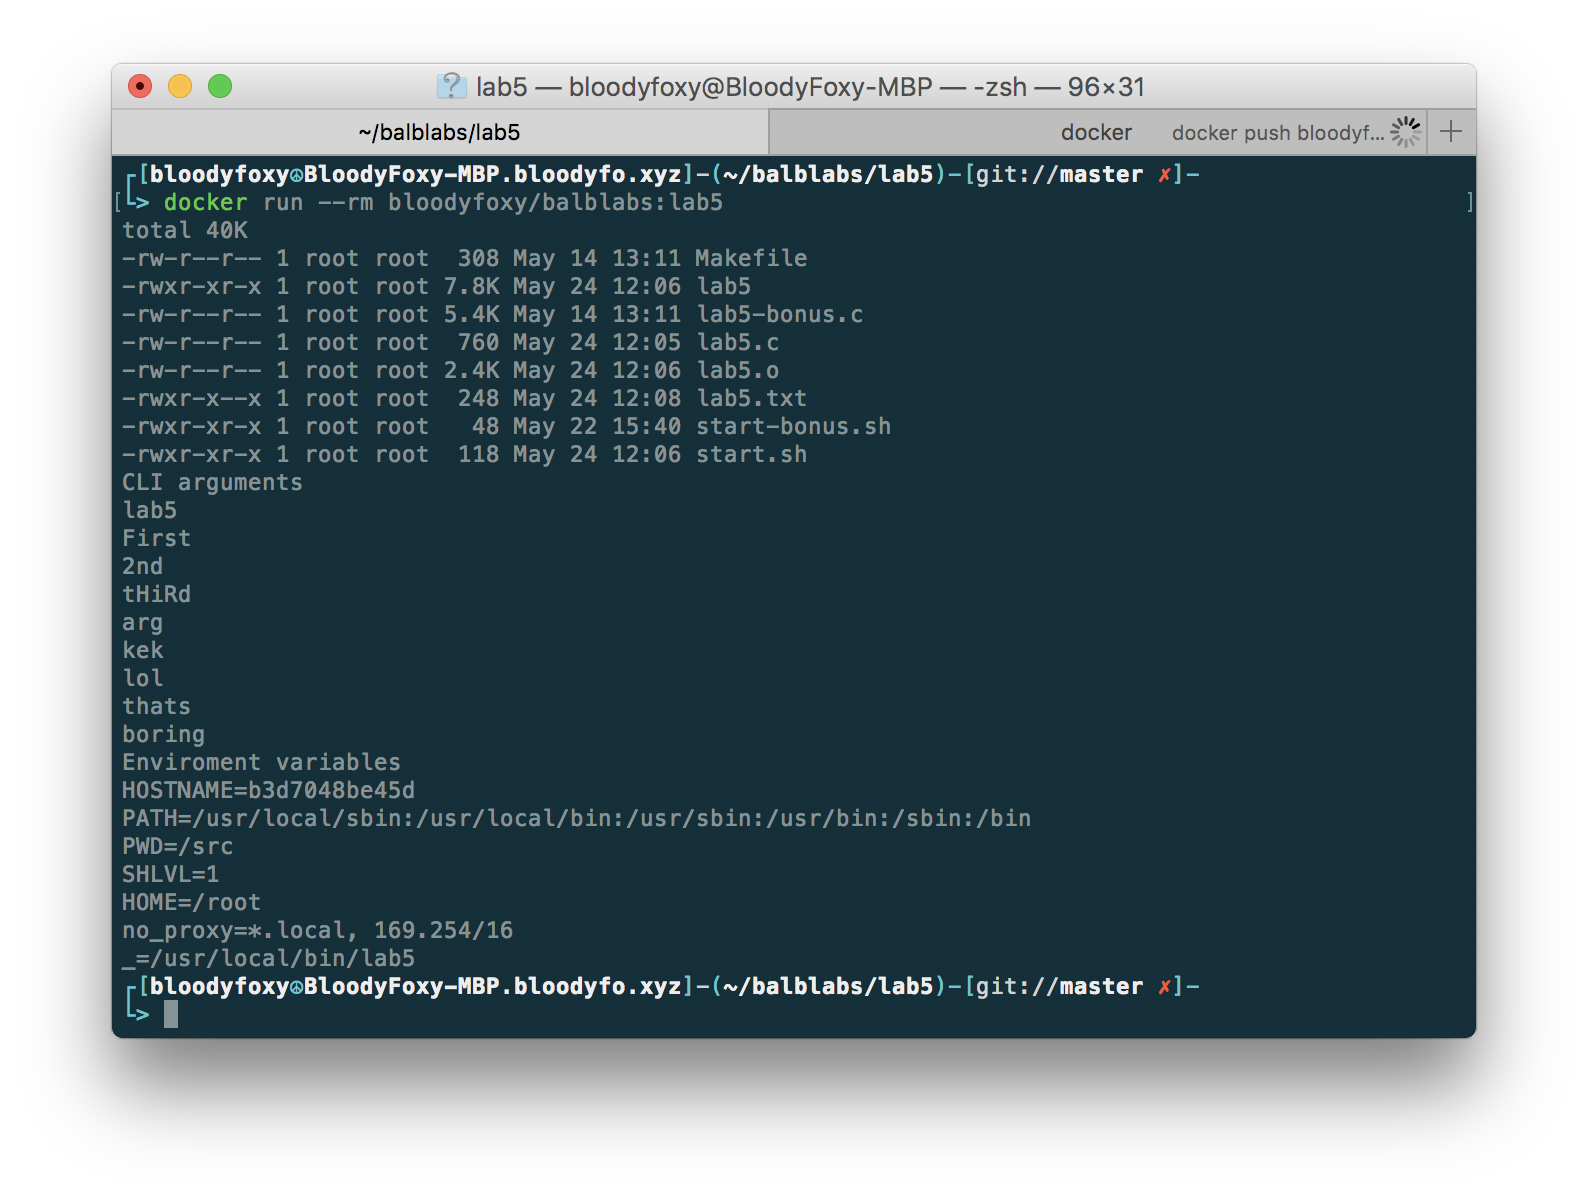 lab5 — bloodyfoxy@BloodyFoxy-MBP — -zsh — 96×31
~/balblabs/lab5 docker docker push bloodyf...
┌[bloodyfoxy☮BloodyFoxy-MBP.bloodyfo.xyz]-(~/balblabs/lab5)-[git://master ✗]-
[└> docker run --rm bloodyfoxy/balblabs:lab5 ]
total 40K
-rw-r--r-- 1 root root  308 May 14 13:11 Makefile
-rwxr-xr-x 1 root root 7.8K May 24 12:06 lab5
-rw-r--r-- 1 root root 5.4K May 14 13:11 lab5-bonus.c
-rw-r--r-- 1 root root  760 May 24 12:05 lab5.c
-rw-r--r-- 1 root root 2.4K May 24 12:06 lab5.o
-rwxr-x--x 1 root root  248 May 24 12:08 lab5.txt
-rwxr-xr-x 1 root root   48 May 22 15:40 start-bonus.sh
-rwxr-xr-x 1 root root  118 May 24 12:06 start.sh
CLI arguments
lab5
First
2nd
tHiRd
arg
kek
lol
thats
boring
Enviroment variables
HOSTNAME=b3d7048be45d
PATH=/usr/local/sbin:/usr/local/bin:/usr/sbin:/usr/bin:/sbin:/bin
PWD=/src
SHLVL=1
HOME=/root
no_proxy=*.local, 169.254/16
_=/usr/local/bin/lab5
┌[bloodyfoxy☮BloodyFoxy-MBP.bloodyfo.xyz]-(~/balblabs/lab5)-[git://master ✗]-
└>